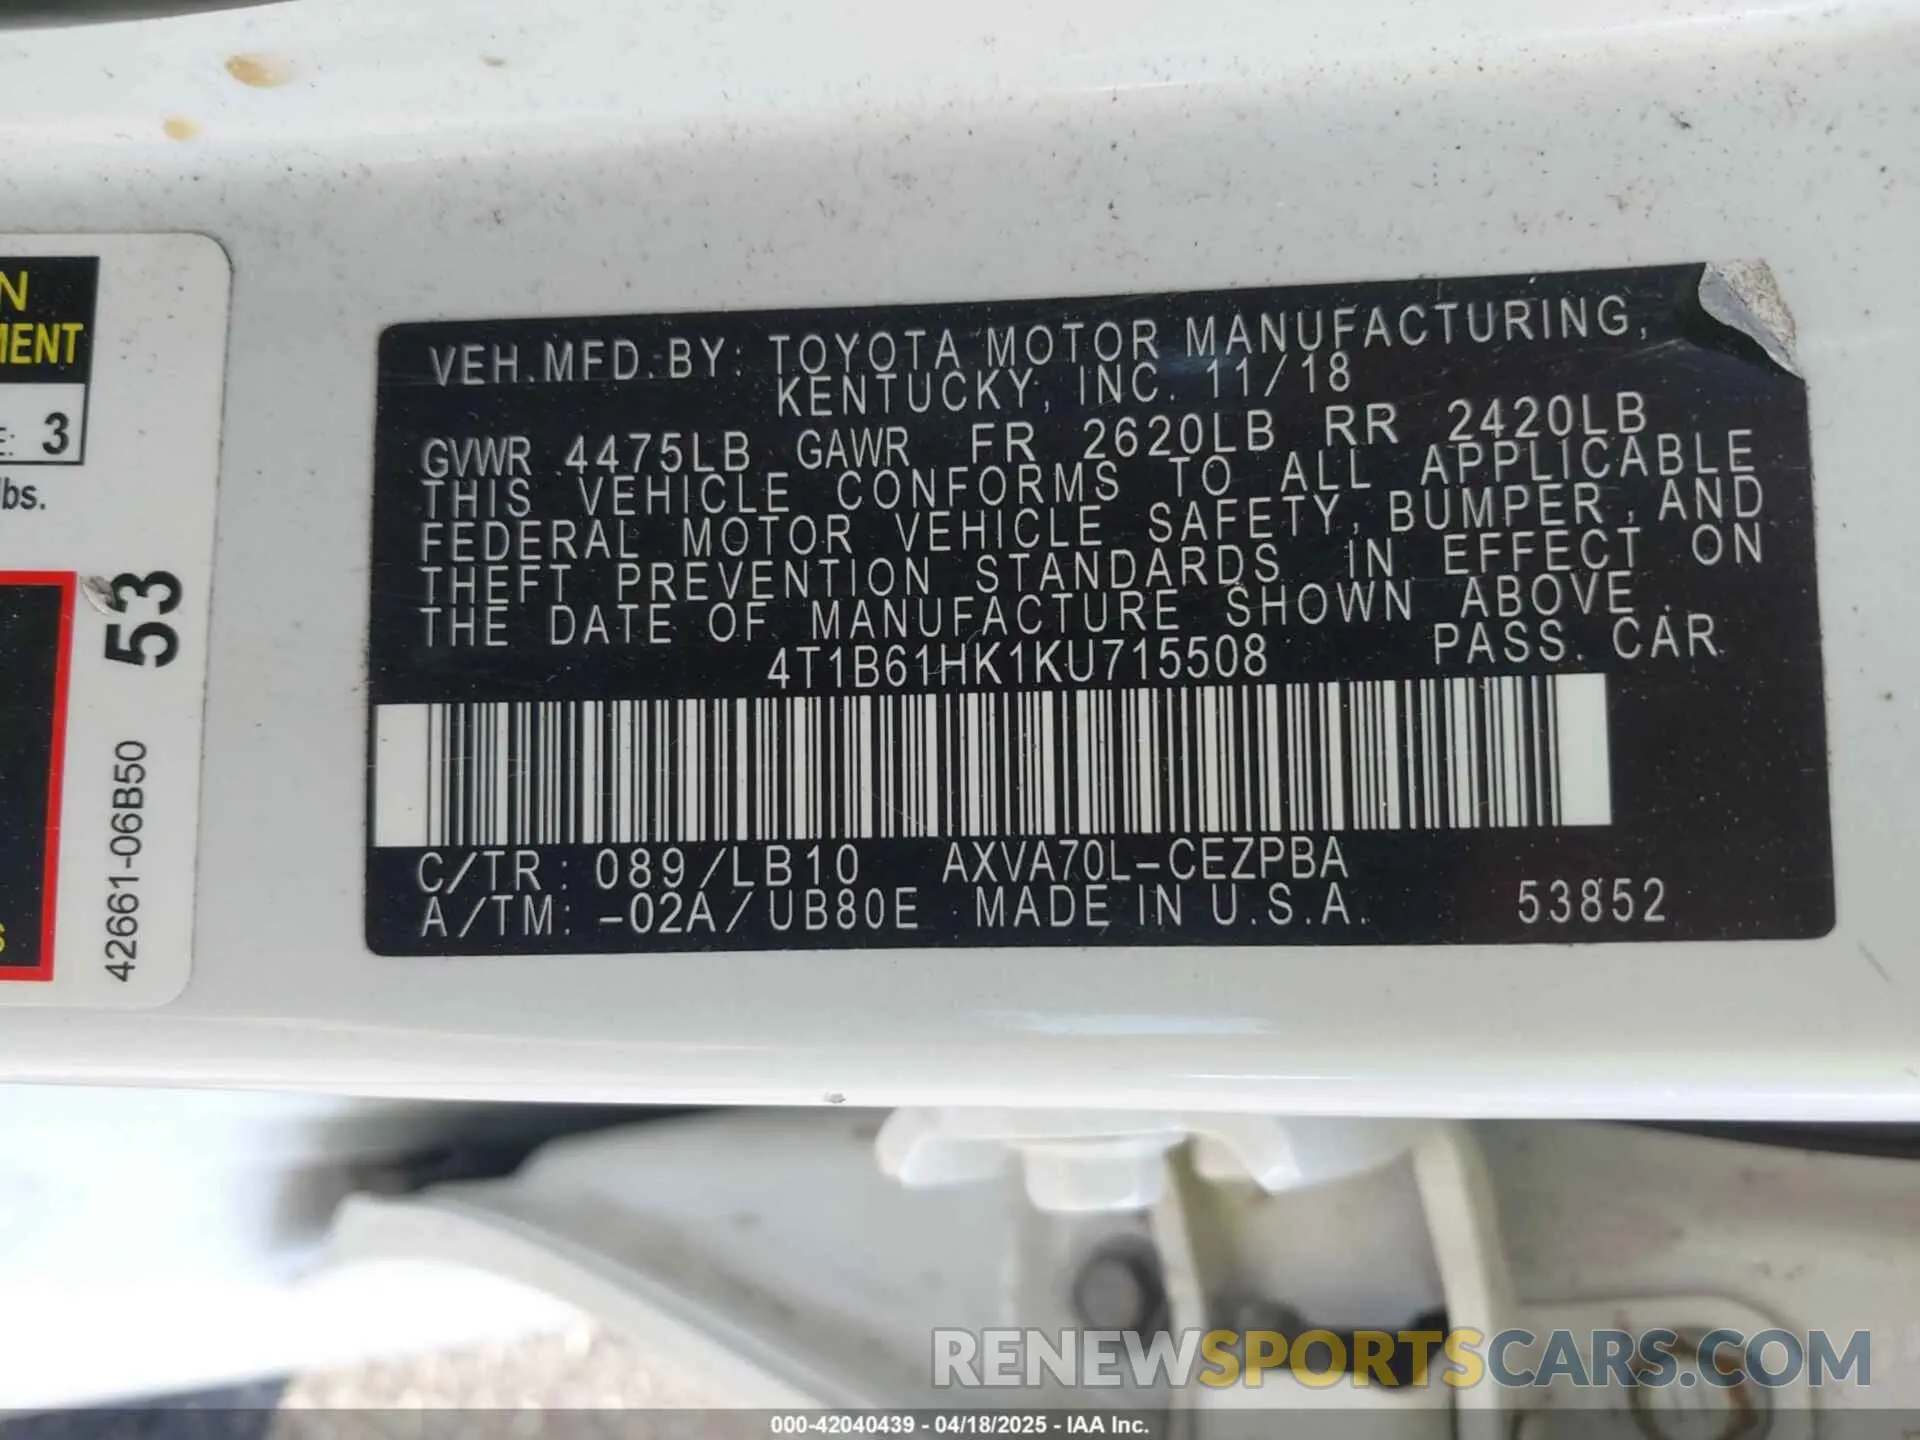 N
MENT
E: 3
lbs.
53
42661-06B50
S
VEH.MFD.BY: TOYOTA MOTOR MANUFACTURING,
KENTUCKY, INC. 11/18
GVWR 4475LB GAWR FR 2620LB RR 2420LB
THIS VEHICLE CONFORMS TO ALL APPLICABLE
FEDERAL MOTOR VEHICLE SAFETY, BUMPER, AND
THEFT PREVENTION STANDARDS IN EFFECT ON
THE DATE OF MANUFACTURE SHOWN ABOVE.
4T1B61HK1KU715508 PASS. CAR
C/TR: 089/LB10 AXVA70L-CEZPBA
A/TM: -02A/UB80E MADE IN U.S.A. 53852
RENEWSPORTSCARS.COM
000-42040439 - 04/18/2025 - IAA Inc.